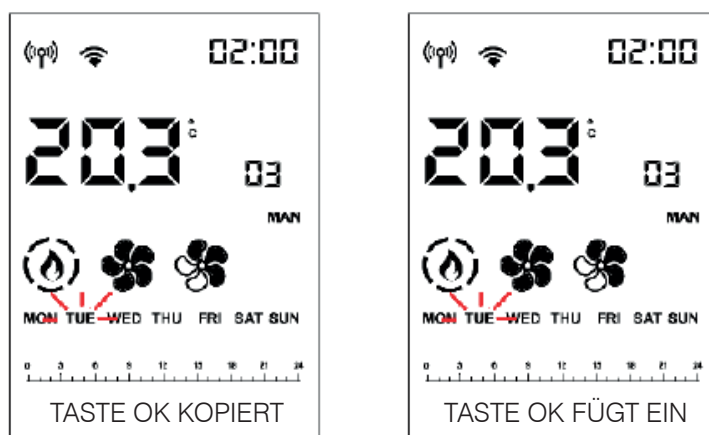 02:00
20,3 °C
03
MAN
MON TUE WED THU FRI SAT SUN
0 3 6 9 12 15 18 21 24
TASTE OK KOPIERT
02:00
20,3 °C
03
MAN
MON TUE WED THU FRI SAT SUN
0 3 6 9 12 15 18 21 24
TASTE OK FÜGT EIN